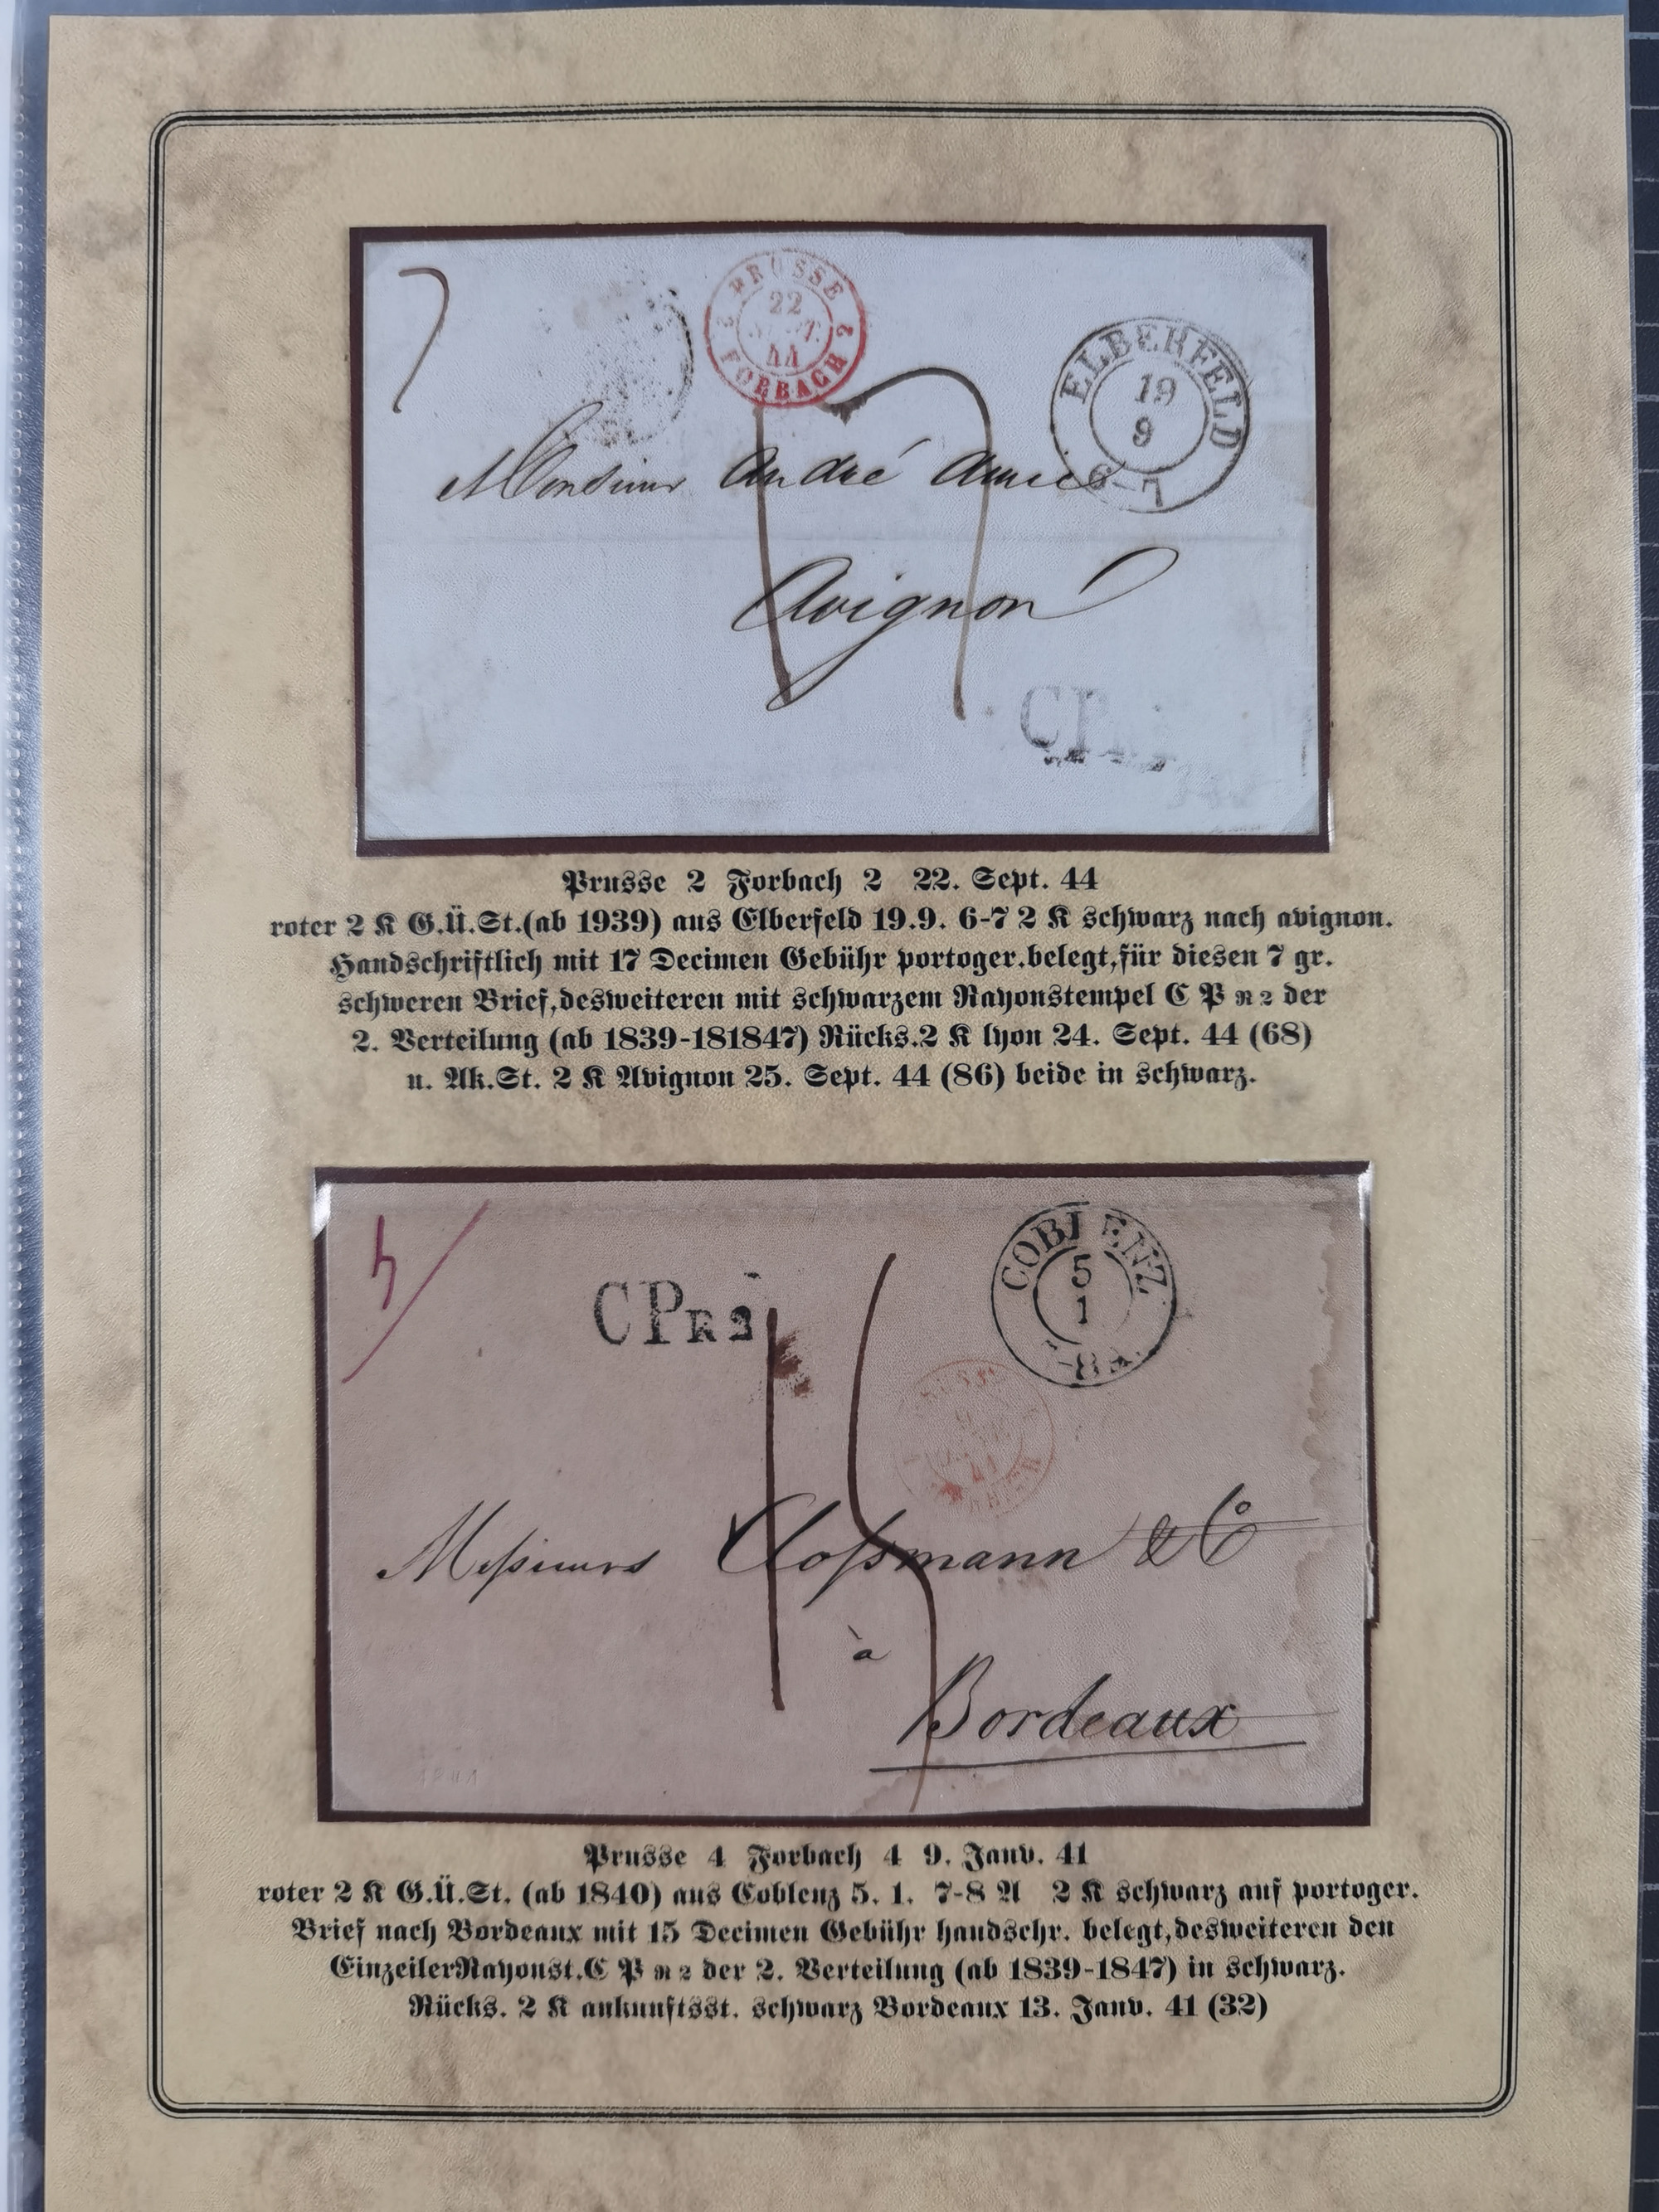 7
PRUSSE
22
SEPT.
44
2 FORBACH 2
ELBERFELD
19
9
6-7
17
Monsieur André
Avignon
CP
Prusse 2 Forbach 2 22. Sept. 44
roter 2 K G.Ü.St.(ab 1939) aus Elberfeld 19.9. 6-7 2 K schwarz nach avignon.
Handschriftlich mit 17 Decimen Gebühr portoger.belegt,für diesen 7 gr.
schweren Brief,desweiteren mit schwarzem Rayonstempel C P R 2 der
2. Verteilung (ab 1839-181847) Rücks.2 K lyon 24. Sept. 44 (68)
u. Ak.St. 2 K Avignon 25. Sept. 44 (86) beide in schwarz.
COBLENZ
5
1
CPR2
15
41
Messieurs Clossmann & Co
à
Bordeaux
1841
Prusse 4 Forbach 4 9. Janv. 41
roter 2 K G.Ü.St. (ab 1840) aus Coblenz 5. 1. 7-8 A 2 K schwarz auf portoger.
Brief nach Bordeaux mit 15 Decimen Gebühr handschr. belegt,desweiteren den
EinzeilerRayonst.C P R 2 der 2. Verteilung (ab 1839-1847) in schwarz.
Rücks. 2 K ankunftsst. schwarz Bordeaux 13. Janv. 41 (32)